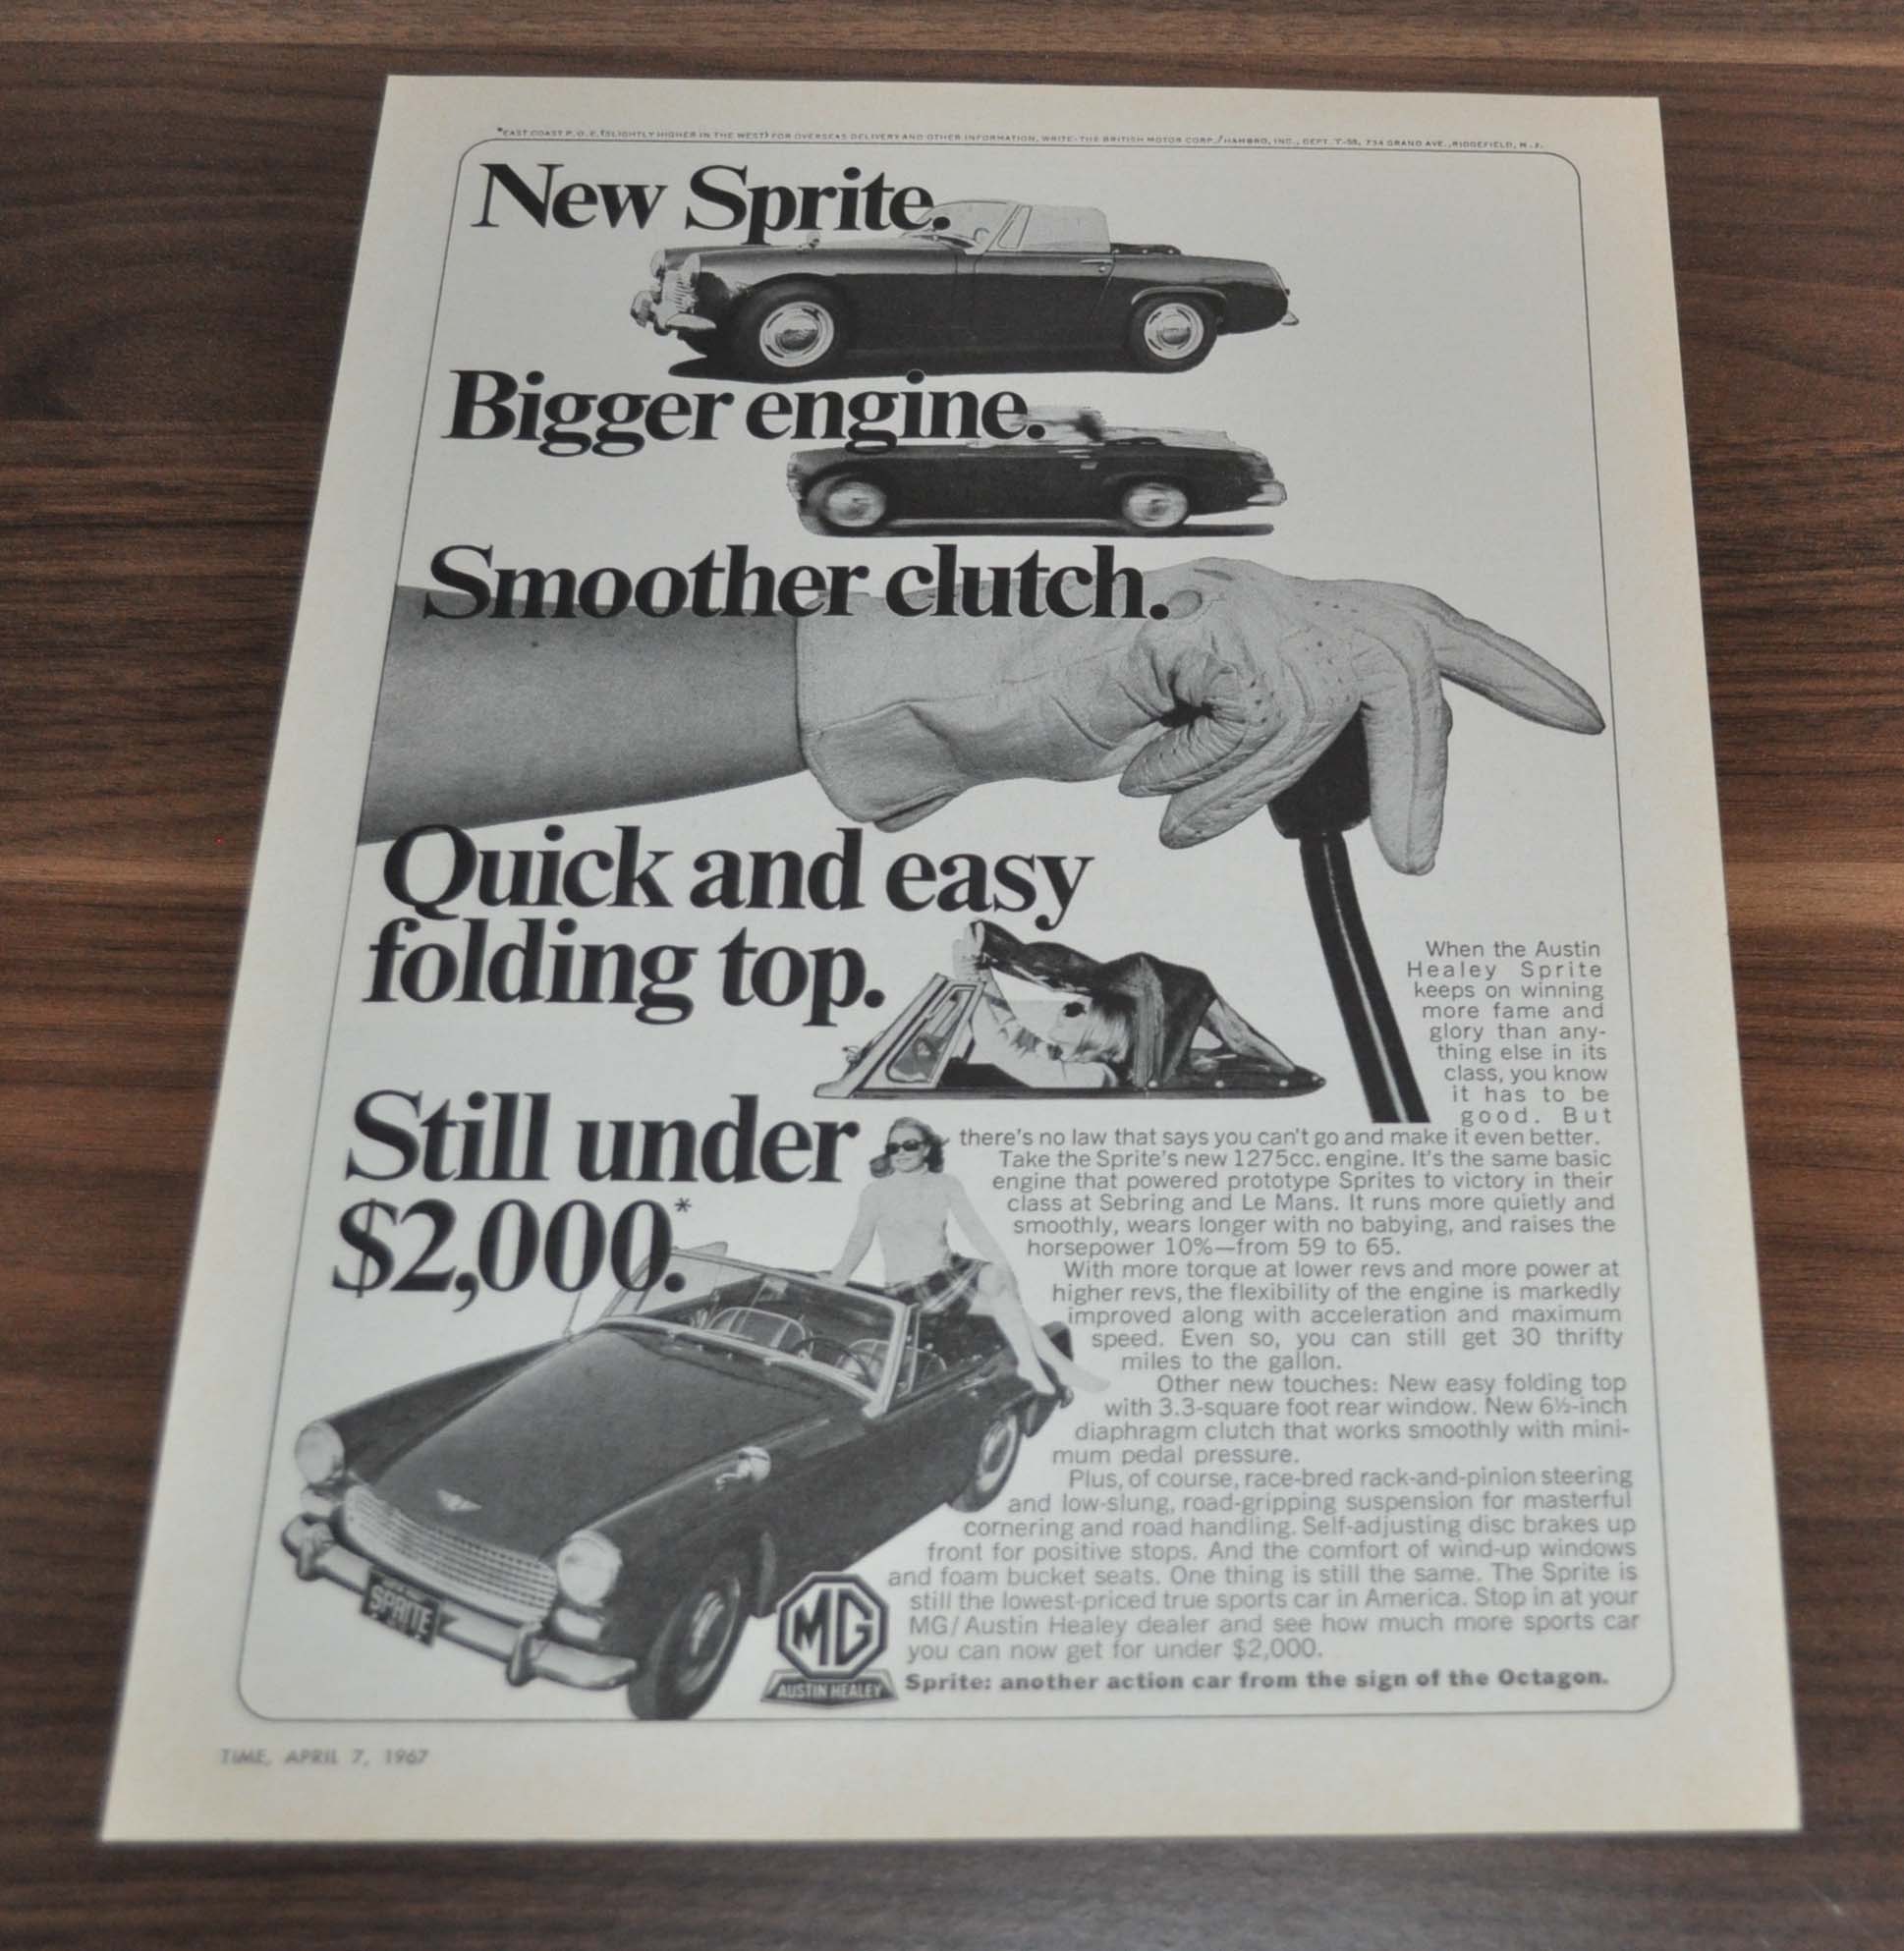 *EAST COAST P.O.E. (SLIGHTLY HIGHER IN THE WEST) FOR OVERSEAS DELIVERY AND OTHER INFORMATION, WRITE: THE BRITISH MOTOR CORP./HAMBRO, INC., DEPT. T-58, 734 GRAND AVE., RIDGEFIELD, N.J.
New Sprite.
Bigger engine.
Smoother clutch.
Quick and easy
folding top.
Still under
$2,000.*
When the Austin
Healey Sprite
keeps on winning
more fame and
glory than any-
thing else in its
class, you know
it has to be
good. But
there's no law that says you can't go and make it even better.
Take the Sprite's new 1275cc. engine. It's the same basic
engine that powered prototype Sprites to victory in their
class at Sebring and Le Mans. It runs more quietly and
smoothly, wears longer with no babying, and raises the
horsepower 10%—from 59 to 65.
With more torque at lower revs and more power at
higher revs, the flexibility of the engine is markedly
improved along with acceleration and maximum
speed. Even so, you can still get 30 thrifty
miles to the gallon.
Other new touches: New easy folding top
with 3.3-square foot rear window. New 6½-inch
diaphragm clutch that works smoothly with mini-
mum pedal pressure.
Plus, of course, race-bred rack-and-pinion steering
and low-slung, road-gripping suspension for masterful
cornering and road handling. Self-adjusting disc brakes up
front for positive stops. And the comfort of wind-up windows
and foam bucket seats. One thing is still the same. The Sprite is
still the lowest-priced true sports car in America. Stop in at your
MG/Austin Healey dealer and see how much more sports car
you can now get for under $2,000.
Sprite: another action car from the sign of the Octagon.
SPRITE
MG
AUSTIN HEALEY
TIME, APRIL 7, 1967